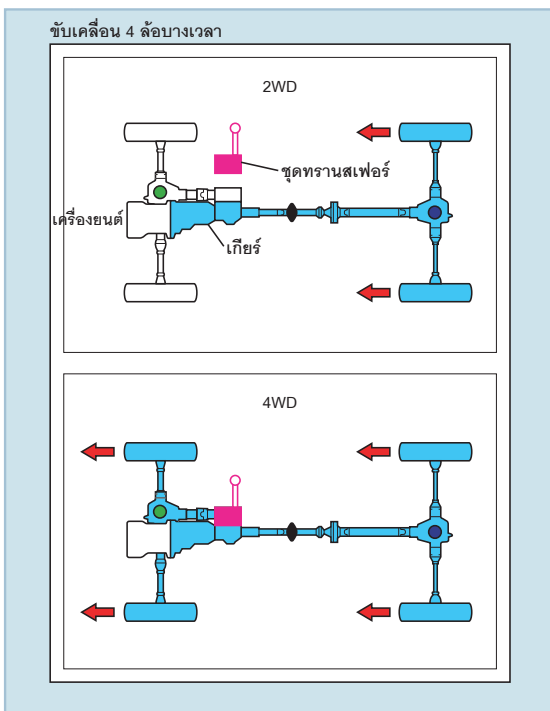 ขับเคลื่อน 4 ล้อบางเวลา
2WD
ชุดทรานสเฟอร์
เครื่องยนต์
เกียร์
4WD